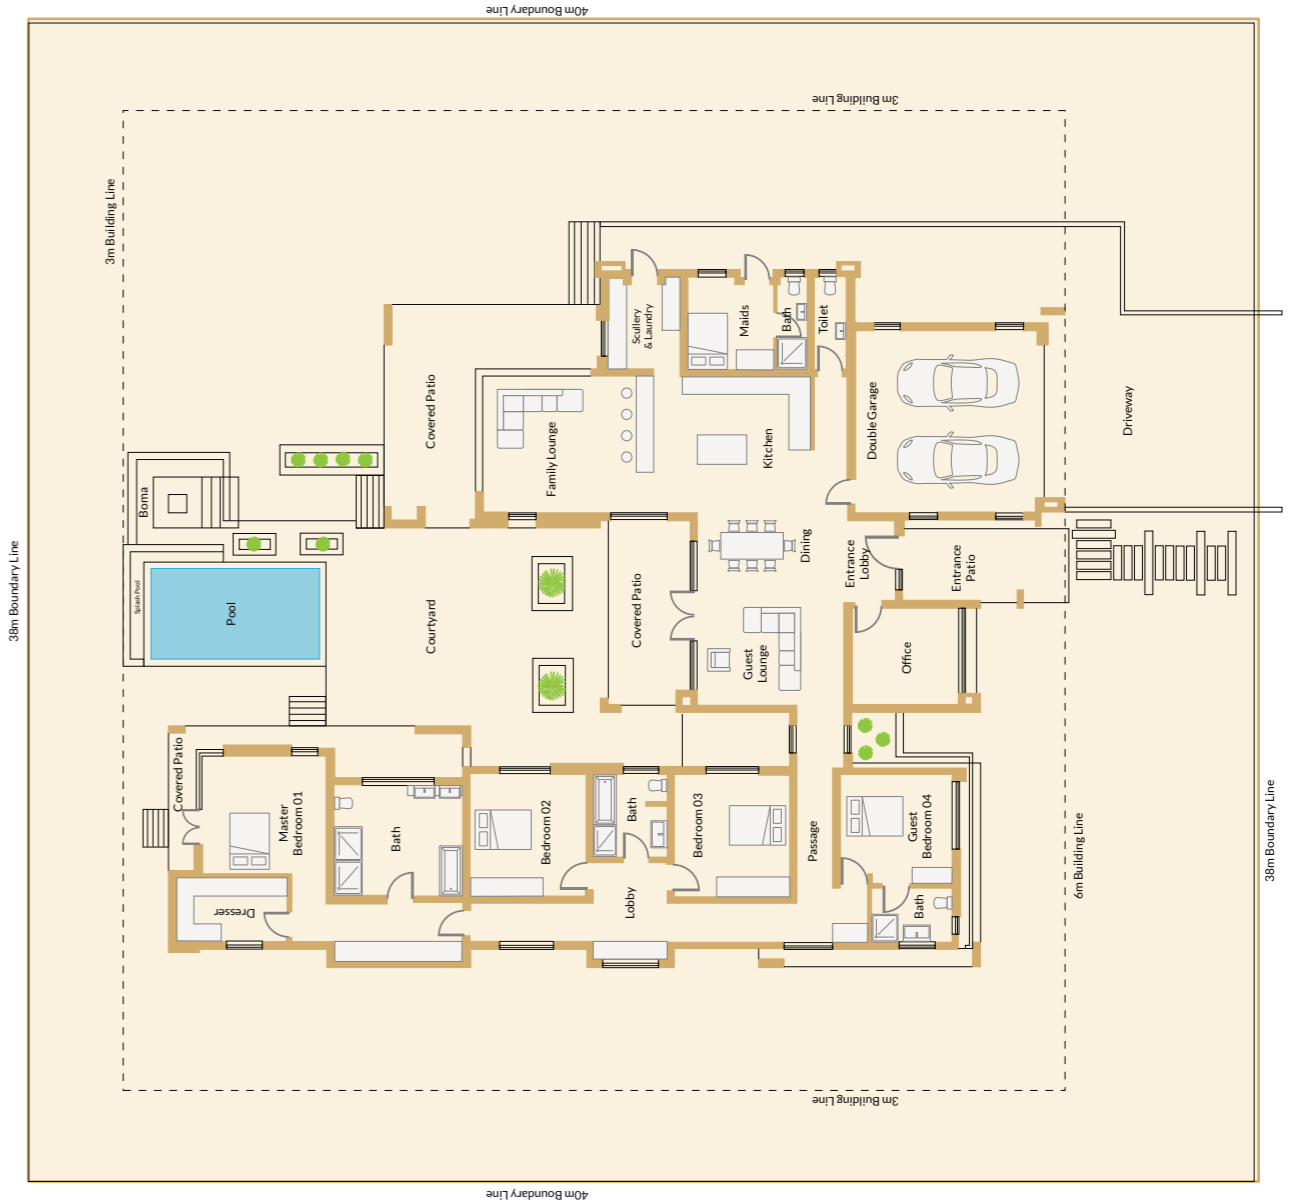 40m Boundary Line
3m Building Line
3m Building Line
38m Boundary Line
Scullery
& Laundry
Maids
Bath
Toilet
Covered Patio
Family Lounge
Kitchen
Double Garage
Driveway
Boma
Splash Pool
Pool
Courtyard
Covered Patio
Dining
Guest
Lounge
Entrance
Lobby
Entrance
Patio
Office
Covered Patio
Master
Bedroom 01
Bath
Bedroom 02
Bath
Bedroom 03
Passage
Guest
Bedroom 04
Bath
Dresser
Lobby
6m Building Line
38m Boundary Line
3m Building Line
40m Boundary Line